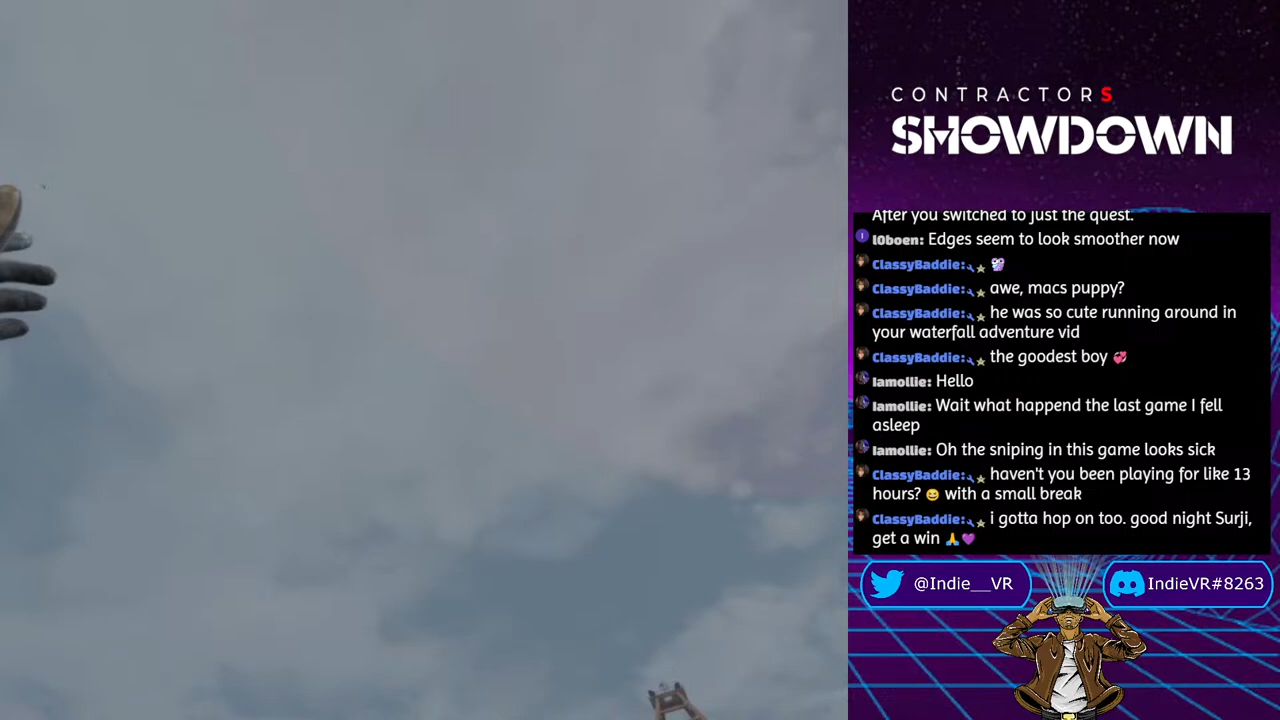 CONTRACTORS
SHOWDOWN
After you switched to just the quest.
l0boen: Edges seem to look smoother now
ClassyBaddie:
ClassyBaddie: awe, macs puppy?
ClassyBaddie: he was so cute running around in
your waterfall adventure vid
ClassyBaddie: the goodest boy 💞
Iamollie: Hello
Iamollie: Wait what happend the last game I fell
asleep
Iamollie: Oh the sniping in this game looks sick
ClassyBaddie: haven't you been playing for like 13
hours? 😆 with a small break
ClassyBaddie: i gotta hop on too. good night Surji,
get a win 🙏💜
@Indie__VR
IndieVR#8263